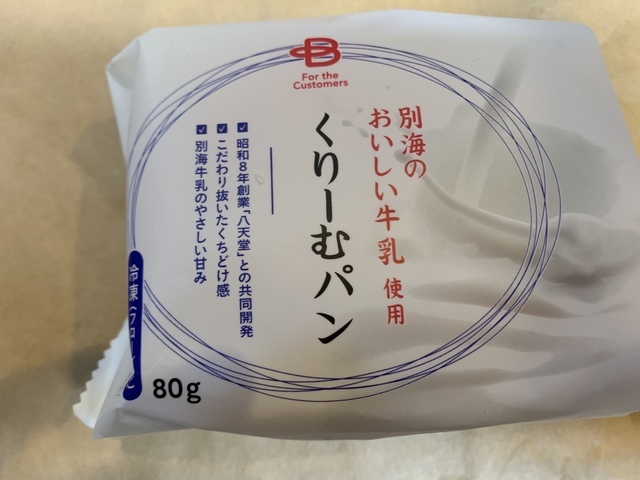 B
For the
Customers
別海の
おいしい牛乳 使用
くりーむパン
☑ 昭和8年創業「八天堂」との共同開発
☑ こだわり抜いたくちどけ感
☑ 別海牛乳のやさしい甘み
冷凍
80g